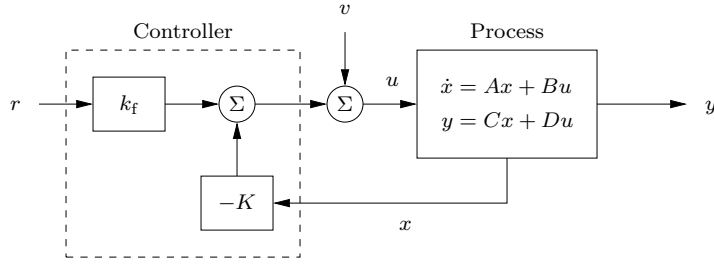 v
Controller
Process
r
k_f
Σ
Σ
u
ẋ = Ax + Bu
y = Cx + Du
y
−K
x